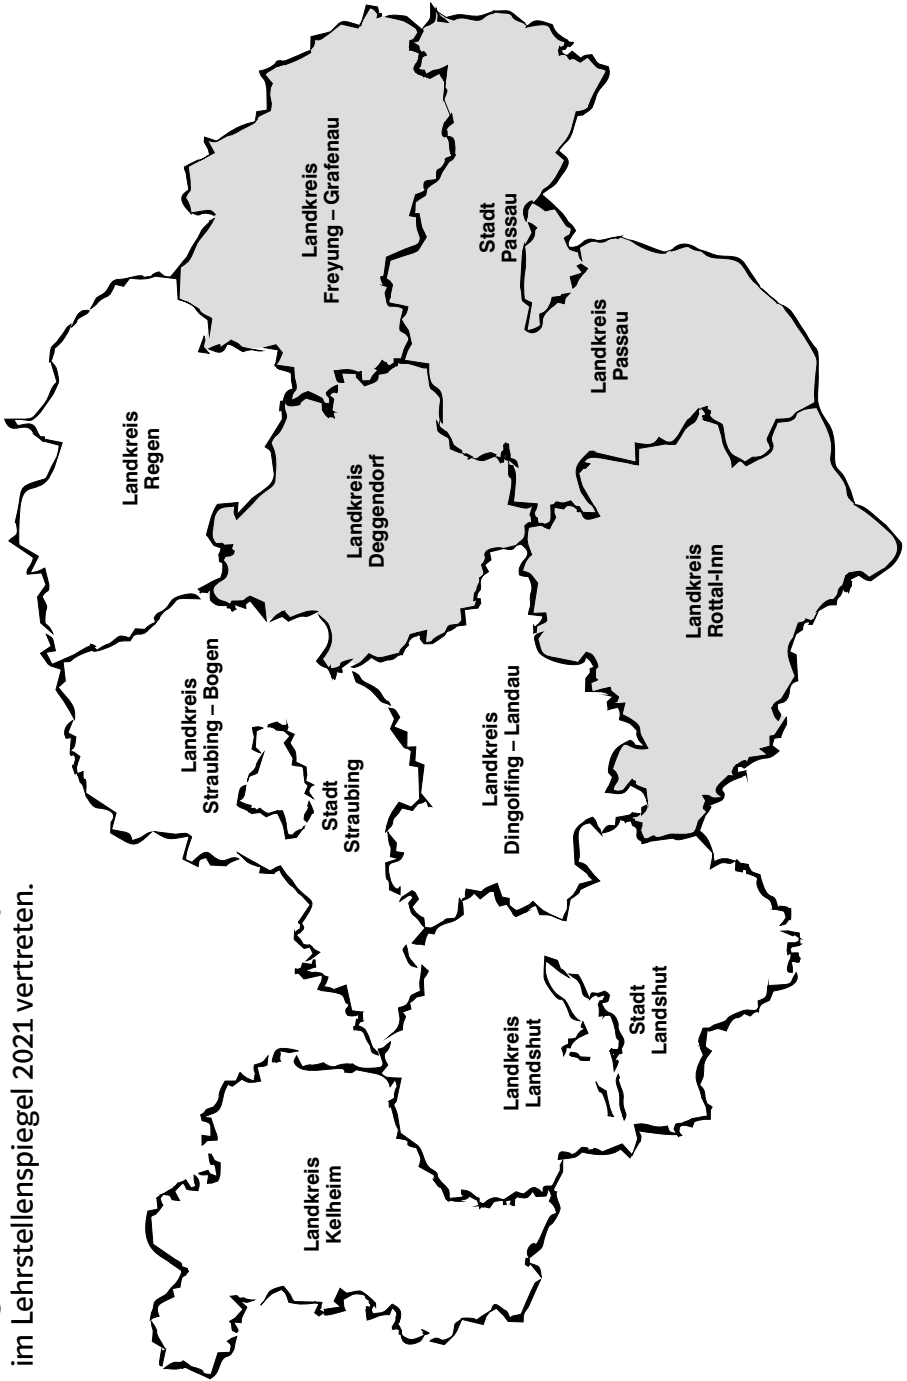 im Lehrstellenspiegel 2021 vertreten.
Landkreis
Kelheim
Landkreis
Straubing – Bogen
Stadt
Straubing
Landkreis
Regen
Landkreis
Freyung – Grafenau
Landkreis
Deggendorf
Landkreis
Landshut
Stadt
Landshut
Landkreis
Dingolfing – Landau
Stadt
Passau
Landkreis
Passau
Landkreis
Rottal-Inn